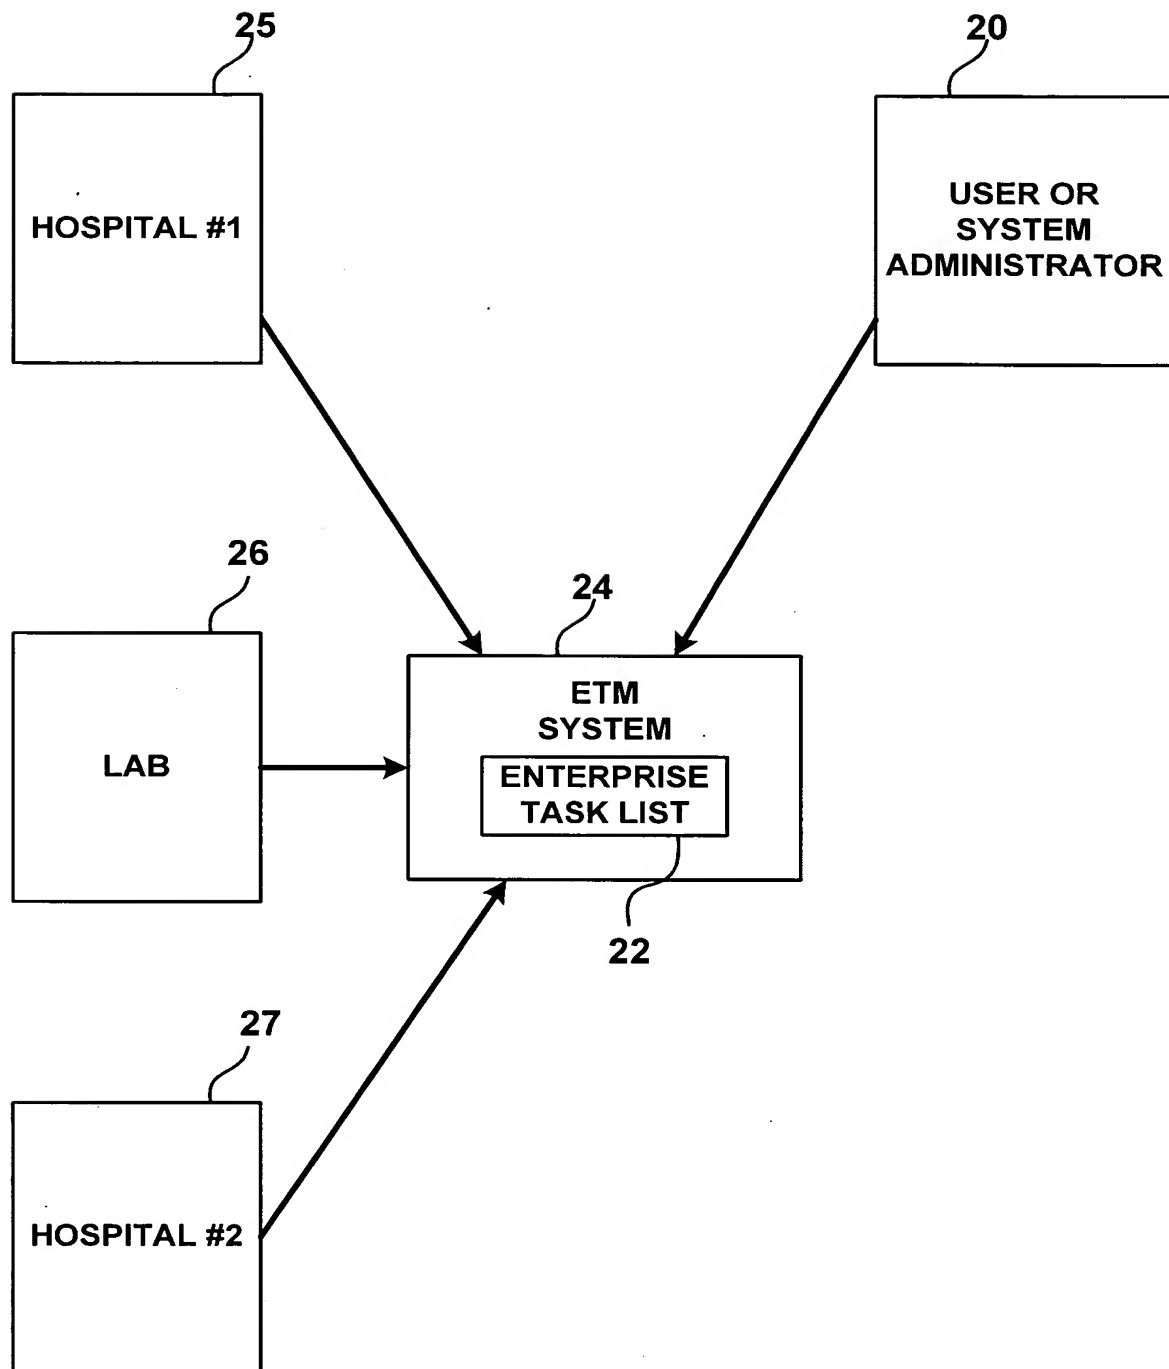 25
20
HOSPITAL #1
USER OR
SYSTEM
ADMINISTRATOR
26
24
LAB
ETM
SYSTEM
ENTERPRISE
TASK LIST
22
27
HOSPITAL #2